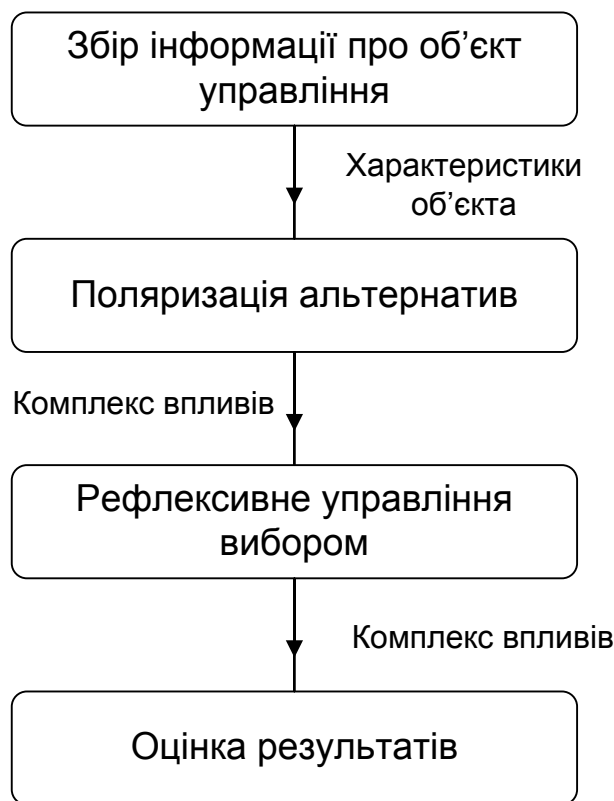 Збір інформації про об’єкт
управління
Характеристики
об’єкта
Поляризація альтернатив
Комплекс впливів
Рефлексивне управління
вибором
Комплекс впливів
Оцінка результатів